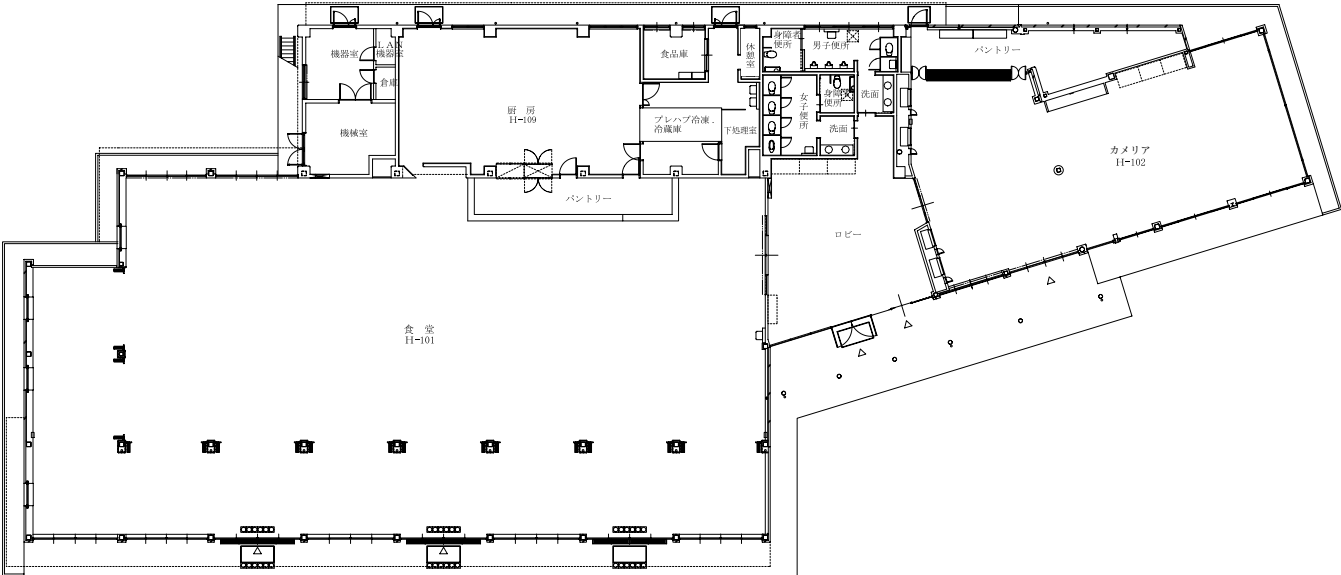 機器室
LAN
機器室
倉庫
機械室
厨 房
H-109
食品庫
休憩室
プレハブ冷凍.
冷蔵庫
下処理室
身障者
便所
男子便所
女子便所
身障者
便所
洗面
洗面
パントリー
カメリア
H-102
パントリー
ロビー
食 堂
H-101